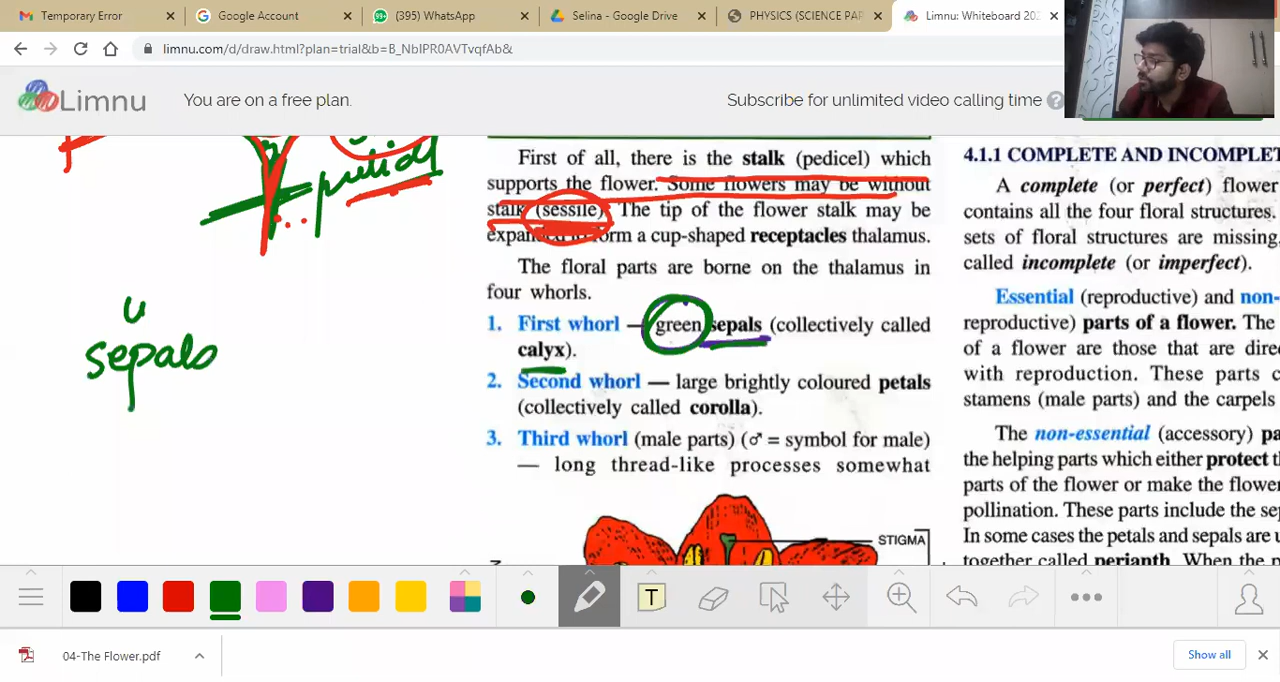 Temporary Error
Google Account
(395) WhatsApp
Selina - Google Drive
PHYSICS (SCIENCE PAP
Limnu: Whiteboard 202
limnu.com/d/draw.html?plan=trial&b=B_NbIPR0AVTvqfAb&
Limnu
You are on a free plan.
Subscribe for unlimited video calling time
sepals
First of all, there is the stalk (pedicel) which
supports the flower. Some flowers may be without
stalk (sessile). The tip of the flower stalk may be
expanded to form a cup-shaped receptacles thalamus.
The floral parts are borne on the thalamus in
four whorls.
1. First whorl — green sepals (collectively called
calyx).
2. Second whorl — large brightly coloured petals
(collectively called corolla).
3. Third whorl (male parts) (♂ = symbol for male)
— long thread-like processes somewhat
STIGMA
4.1.1 COMPLETE AND INCOMPLET
A complete (or perfect) flower
contains all the four floral structures.
sets of floral structures are missing,
called incomplete (or imperfect).
Essential (reproductive) and non-
reproductive) parts of a flower. The
of a flower are those that are dire
with reproduction. These parts c
stamens (male parts) and the carpels
The non-essential (accessory) pa
the helping parts which either protect t
parts of the flower or make the flower
pollination. These parts include the se
In some cases the petals and sepals are u
together called perianth. When the p
T
04-The Flower.pdf
Show all